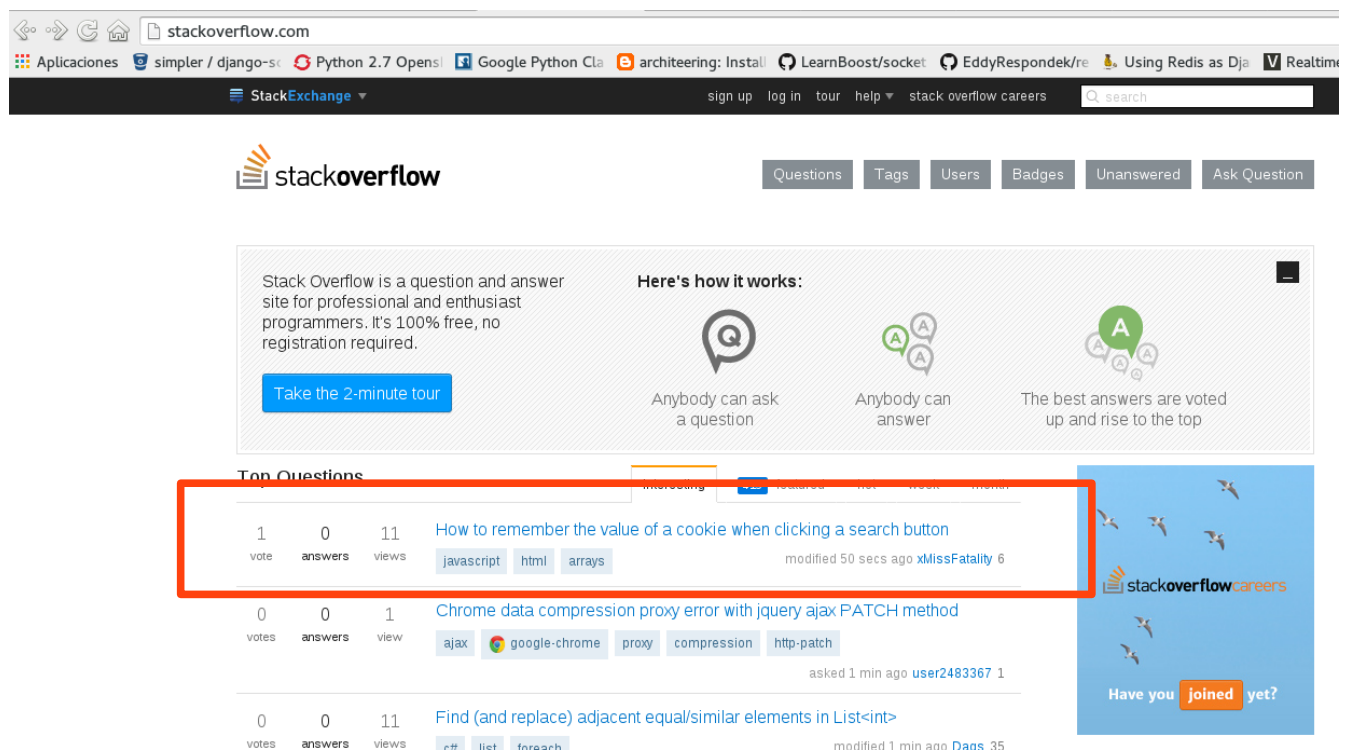 stackoverflow.com
Aplicaciones simpler / django-sc Python 2.7 Opensl Google Python Cla architeering: Install LearnBoost/socket EddyRespondek/re Using Redis as Dja Realtime
StackExchange sign up log in tour help stack overflow careers search
stackoverflow
Questions Tags Users Badges Unanswered Ask Question
Stack Overflow is a question and answer
site for professional and enthusiast
programmers. It's 100% free, no
registration required.
Take the 2-minute tour
Here's how it works:
Q
A A A
A A A A A
Anybody can ask
a question
Anybody can
answer
The best answers are voted
up and rise to the top
Top Questions interesting featured hot week month
1 0 11 How to remember the value of a cookie when clicking a search button
vote answers views javascript html arrays modified 50 secs ago xMissFatality 6
0 0 1 Chrome data compression proxy error with jquery ajax PATCH method
votes answers view ajax google-chrome proxy compression http-patch
asked 1 min ago user2483367 1
0 0 11 Find (and replace) adjacent equal/similar elements in List<int>
votes answers views c# list foreach modified 1 min ago Dags 35
stackoverflowcareers
Have you joined yet?